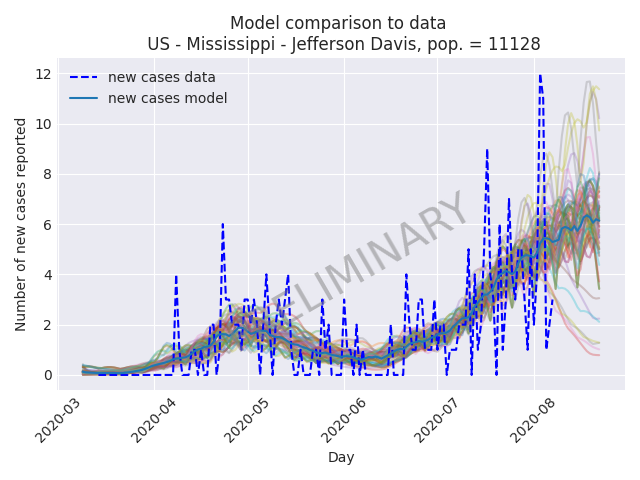 Model comparison to data
US - Mississippi - Jefferson Davis, pop. = 11128
new cases data
new cases model
ELIMINARY
Number of new cases reported
12
10
8
6
4
2
0
2020-03
2020-04
2020-05
2020-06
2020-07
2020-08
Day